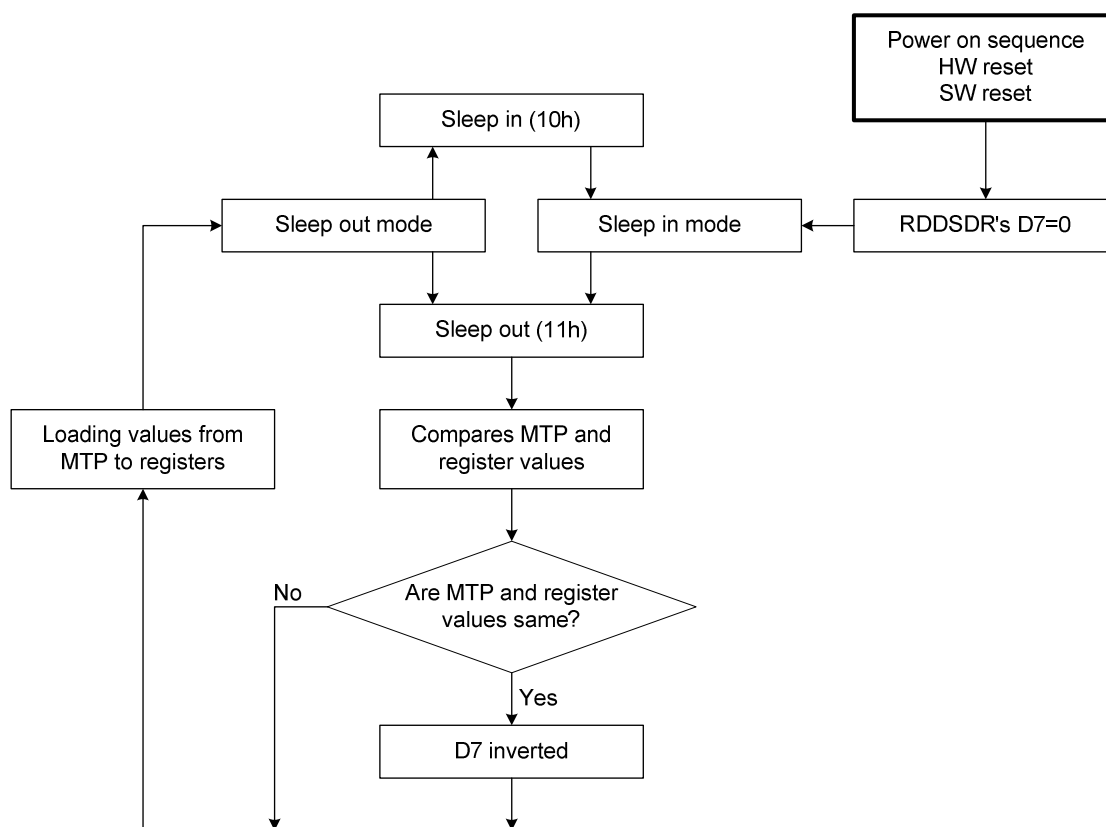 Power on sequence
HW reset
SW reset
Sleep in (10h)
Sleep out mode
Sleep in mode
RDDSDR's D7=0
Sleep out (11h)
Loading values from
MTP to registers
Compares MTP and
register values
No
Are MTP and register
values same?
Yes
D7 inverted